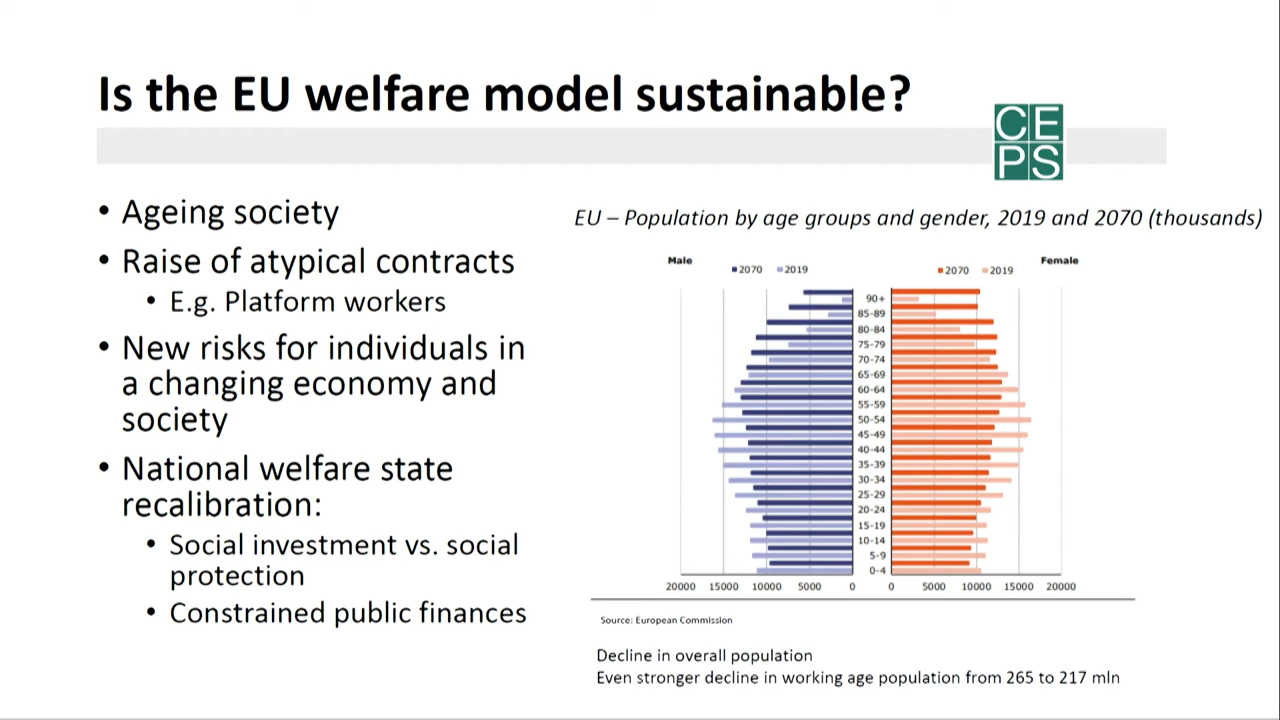 Is the EU welfare model sustainable?
CE
PS
• Ageing society
• Raise of atypical contracts
• E.g. Platform workers
• New risks for individuals in
a changing economy and
society
• National welfare state
recalibration:
• Social investment vs. social
protection
• Constrained public finances
EU – Population by age groups and gender, 2019 and 2070 (thousands)
Male
Female
2070 2019
2070 2019
90+
85-89
80-84
75-79
70-74
65-69
60-64
55-59
50-54
45-49
40-44
35-39
30-34
25-29
20-24
15-19
10-14
5-9
0-4
20000 15000 10000 5000 0 0 5000 10000 15000 20000
Source: European Commission
Decline in overall population
Even stronger decline in working age population from 265 to 217 mln